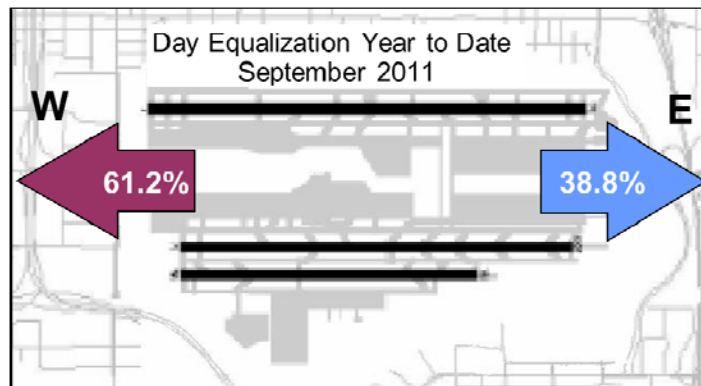 Day Equalization Year to Date
September 2011
W
E
61.2%
38.8%